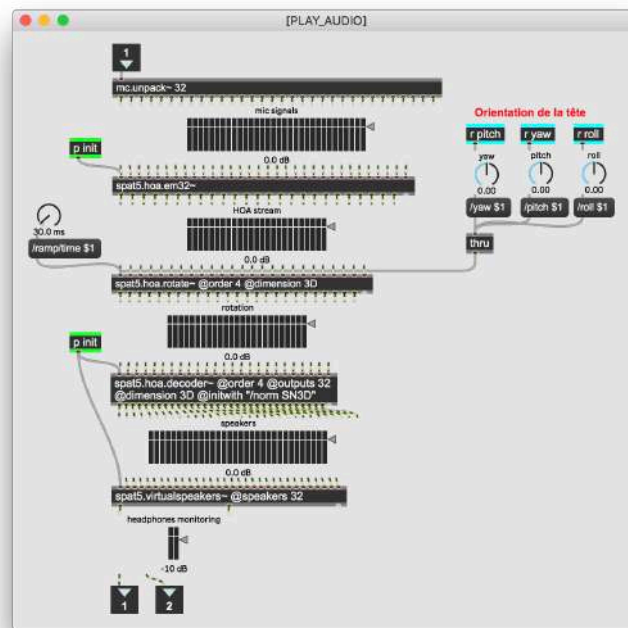 [PLAY_AUDIO]
1
mc.unpack~ 32
mic signals
0.0 dB
p init
spat5.hoa.em32~
HOA stream
0.0 dB
30.0 ms
/ramp/time $1
spat5.hoa.rotate~ @order 4 @dimension 3D
rotation
0.0 dB
p init
spat5.hoa.decoder~ @order 4 @outputs 32
@dimension 3D @initwith "/norm SN3D"
speakers
0.0 dB
spat5.virtualspeakers~ @speakers 32
headphones monitoring
-10 dB
1 2
Orientation de la tête
r pitch r yaw r roll
yaw pitch roll
0.00 0.00 0.00
/yaw $1 /pitch $1 /roll $1
thru